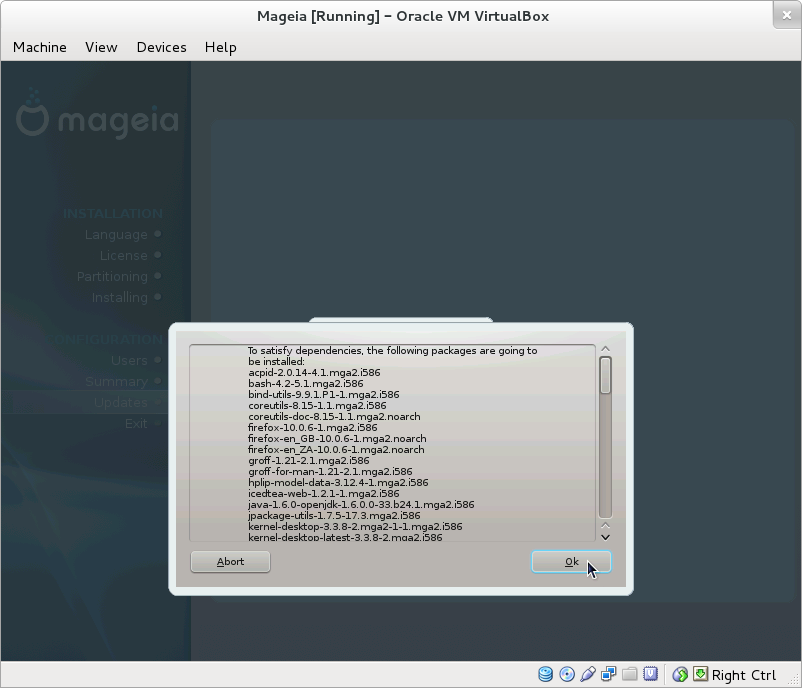 Mageia [Running] – Oracle VM VirtualBox
Machine View Devices Help
mageia
INSTALLATION
Language
License
Partitioning
Installing
CONFIGURATION
Users
Summary
Updates
Exit
To satisfy dependencies, the following packages are going to
be installed:
acpid-2.0.14-4.1.mga2.i586
bash-4.2-5.1.mga2.i586
bind-utils-9.9.1.P1-1.mga2.i586
coreutils-8.15-1.1.mga2.i586
coreutils-doc-8.15-1.1.mga2.noarch
firefox-10.0.6-1.mga2.i586
firefox-en_GB-10.0.6-1.mga2.noarch
firefox-en_ZA-10.0.6-1.mga2.noarch
groff-1.21-2.1.mga2.i586
groff-for-man-1.21-2.1.mga2.i586
hplip-model-data-3.12.4-1.mga2.i586
icedtea-web-1.2.1-1.mga2.i586
java-1.6.0-openjdk-1.6.0.0-33.b24.1.mga2.i586
jpackage-utils-1.7.5-17.3.mga2.i586
kernel-desktop-3.3.8-2.mga2-1-1.mga2.i586
kernel-desktop-latest-3.3.8-2.mga2.i586
Abort Ok
Right Ctrl